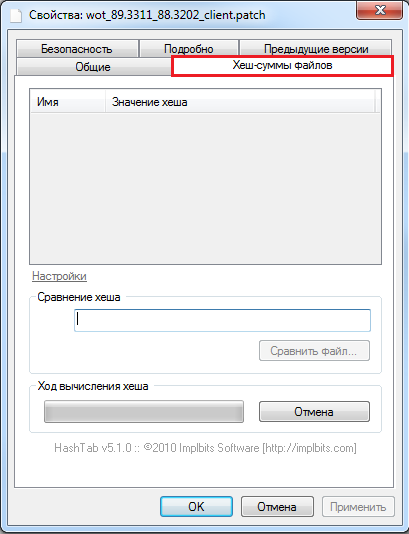 Свойства: wot_89.3311_88.3202_client.patch
Безопасность Подробно Предыдущие версии
Общие Хеш-суммы файлов
Имя Значение хеша
Настройки
Сравнение хеша
Сравнить файл...
Ход вычисления хеша
Отмена
HashTab v5.1.0 :: ©2010 Implbits Software [http://implbits.com]
OK Отмена Применить